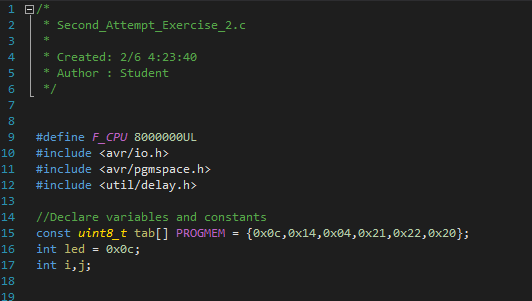 1 /*
2 * Second_Attempt_Exercise_2.c
3 *
4 * Created: 2/6 4:23:40
5 * Author : Student
6 */
7
8
9 #define F_CPU 8000000UL
10 #include <avr/io.h>
11 #include <avr/pgmspace.h>
12 #include <util/delay.h>
13
14 //Declare variables and constants
15 const uint8_t tab[] PROGMEM = {0x0c,0x14,0x04,0x21,0x22,0x20};
16 int led = 0x0c;
17 int i,j;
18
19